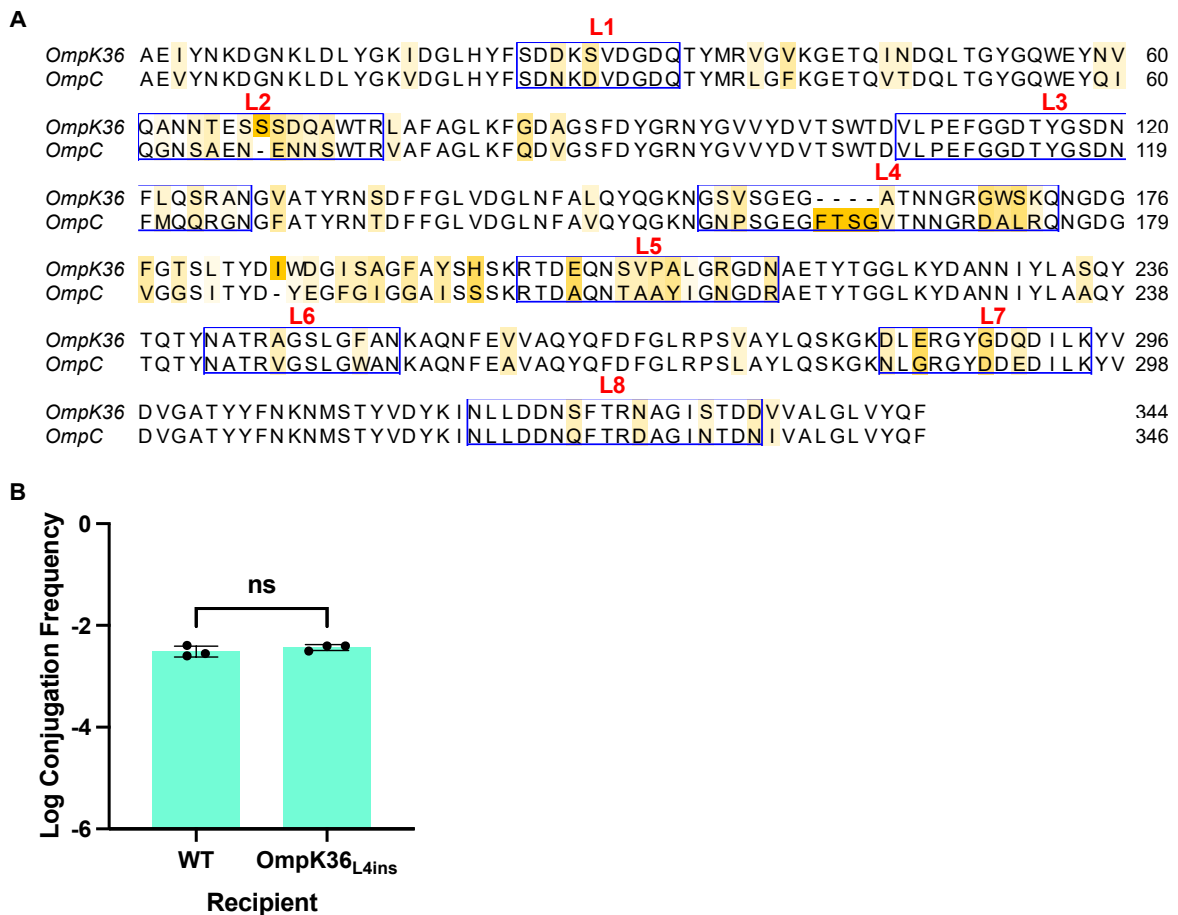 A
L1
OmpK36 AEIYNKDGNKLDLYGKIDGLHYFSDDKSVDGDQTYMRVGVKGETQINDQLTGYGQWEYNV 60
OmpC AEVYNKDGNKLDLYGKVDGLHYFSDNKDVDGDQTYMRLGFKGETQVTDQLTGYGQWEYQI 60
L2 L3
OmpK36 QANNTESSSDQAWTRLAFAGLKFGDAGSFDYGRNYGVVYDVTSWTDVLPEFGGDTYGSDN 120
OmpC QGNSAEN-ENNSWTRVAFAGLKFQDVGSFDYGRNYGVVYDVTSWTDVLPEFGGDTYGSDN 119
L4
OmpK36 FLQSRANGVATYRNSDFFGLVDGLNFALQYQGKNGSVSGEG----ATNNGRGWSKQNGDG 176
OmpC FMQQRGNGFATYRNTDFFGLVDGLNFAVQYQGKNGNPSGEGFTSGVTNNGRDALRQNGDG 179
L5
OmpK36 FGTSLTYDIWDGISAGFAYSHSKRTDEQNSVPALGRGDNAETYTGGLKYDANNIYLASQY 236
OmpC VGGSITYD-YEGFGIGGAISSSKRTDAQNTAAYIGNGDRAETYTGGLKYDANNIYLAAQY 238
L6 L7
OmpK36 TQTYNATRAGSLGFANKAQNFEVVAQYQFDFGLRPSVAYLQSKGKDLERGYGDQDILKYV 296
OmpC TQTYNATRVGSLGWANKAQNFEAVAQYQFDFGLRPSLAYLQSKGKNLGRGYDDEDILKYV 298
L8
OmpK36 DVGATYYFNKNMSTYVDYKINLLDDNSFTRNAGISTDDVVALGLVYQF 344
OmpC DVGATYYFNKNMSTYVDYKINLLDDNQFTRDAGINTDNIVALGLVYQF 346
B
Log Conjugation Frequency
0
-2
-4
-6
ns
WT OmpK36L4ins
Recipient